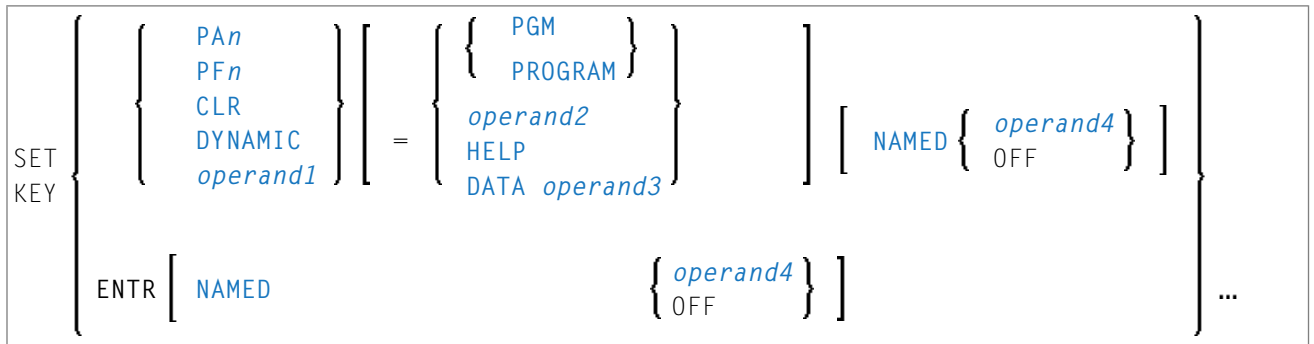 PGM
PAn
PFn PROGRAM
CLR operand2
DYNAMIC = HELP NAMED operand4
SET operand1 DATA operand3 OFF
KEY
ENTR NAMED operand4
OFF ...